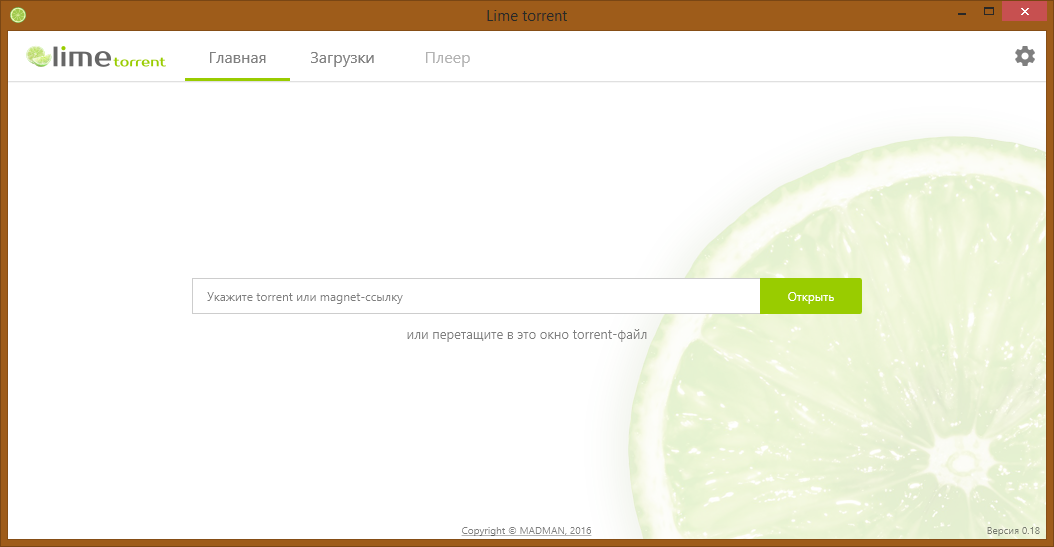 Lime torrent
lime torrent
Главная
Загрузки
Плеер
Укажите torrent или magnet-ссылку
Открыть
или перетащите в это окно torrent-файл
Copyright © MADMAN, 2016
Версия 0.18